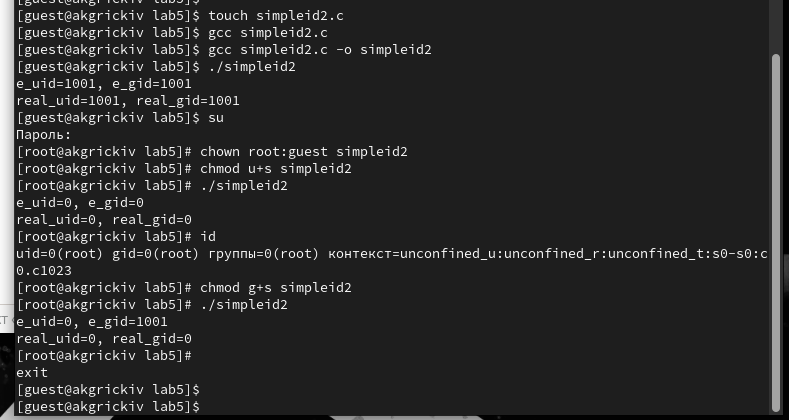 [guest@akgrickiv lab5]$ touch simpleid2.c
[guest@akgrickiv lab5]$ gcc simpleid2.c
[guest@akgrickiv lab5]$ gcc simpleid2.c -o simpleid2
[guest@akgrickiv lab5]$ ./simpleid2
e_uid=1001, e_gid=1001
real_uid=1001, real_gid=1001
[guest@akgrickiv lab5]$ su
Пароль:
[root@akgrickiv lab5]# chown root:guest simpleid2
[root@akgrickiv lab5]# chmod u+s simpleid2
[root@akgrickiv lab5]# ./simpleid2
e_uid=0, e_gid=0
real_uid=0, real_gid=0
[root@akgrickiv lab5]# id
uid=0(root) gid=0(root) группы=0(root) контекст=unconfined_u:unconfined_r:unconfined_t:s0-s0:c
0.c1023
[root@akgrickiv lab5]# chmod g+s simpleid2
[root@akgrickiv lab5]# ./simpleid2
e_uid=0, e_gid=1001
real_uid=0, real_gid=0
[root@akgrickiv lab5]#
exit
[guest@akgrickiv lab5]$
[guest@akgrickiv lab5]$